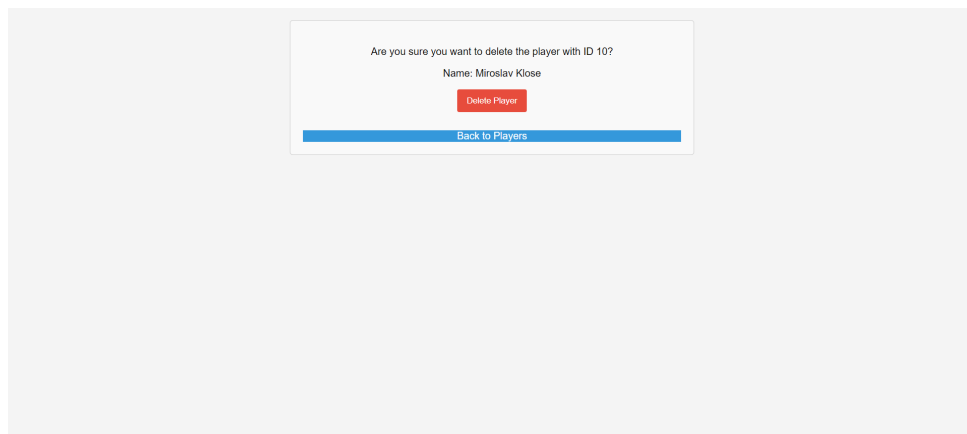 Are you sure you want to delete the player with ID 10?
Name: Miroslav Klose
Delete Player
Back to Players